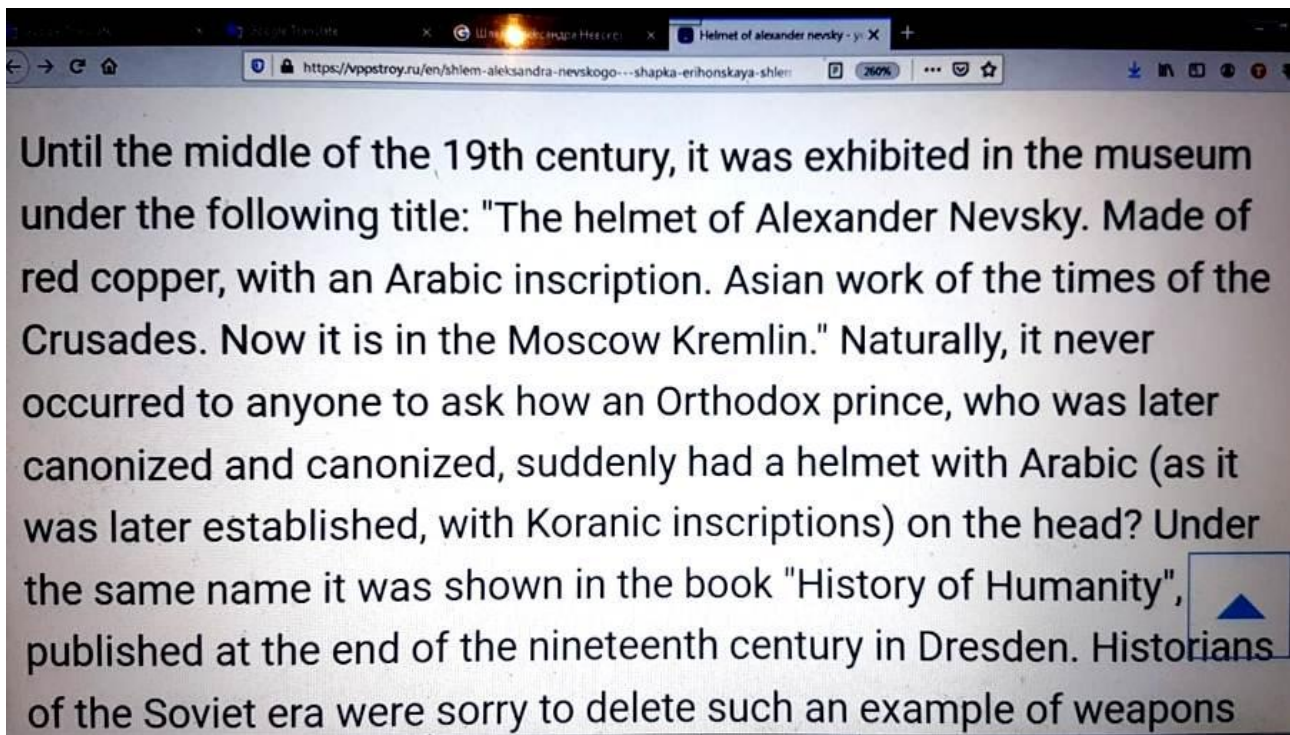 Google Translate
Helmet of alexander nevsky - y
https://vppstroy.ru/en/shlem-aleksandra-nevskogo---shapka-erihonskaya-shlem
260%
Until the middle of the 19th century, it was exhibited in the museum
under the following title: "The helmet of Alexander Nevsky. Made of
red copper, with an Arabic inscription. Asian work of the times of the
Crusades. Now it is in the Moscow Kremlin." Naturally, it never
occurred to anyone to ask how an Orthodox prince, who was later
canonized and canonized, suddenly had a helmet with Arabic (as it
was later established, with Koranic inscriptions) on the head? Under
the same name it was shown in the book "History of Humanity",
published at the end of the nineteenth century in Dresden. Historians
of the Soviet era were sorry to delete such an example of weapons